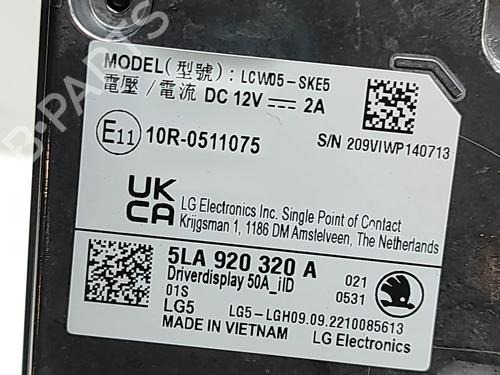 MODEL(型號): LCW05-SKE5
電壓 / 電流 DC 12V 2A
E11 10R-0511075
S/N 209VIWP140713
UK
CA
LG Electronics Inc. Single Point of Contact
Krijgsman 1, 1186 DM Amstelveen, The Netherlands
5LA 920 320 A
021
Driverdisplay 50A_iID
0531
01S
LG5
LG5-LGH09.09.2210085613
MADE IN VIETNAM
LG Electronics